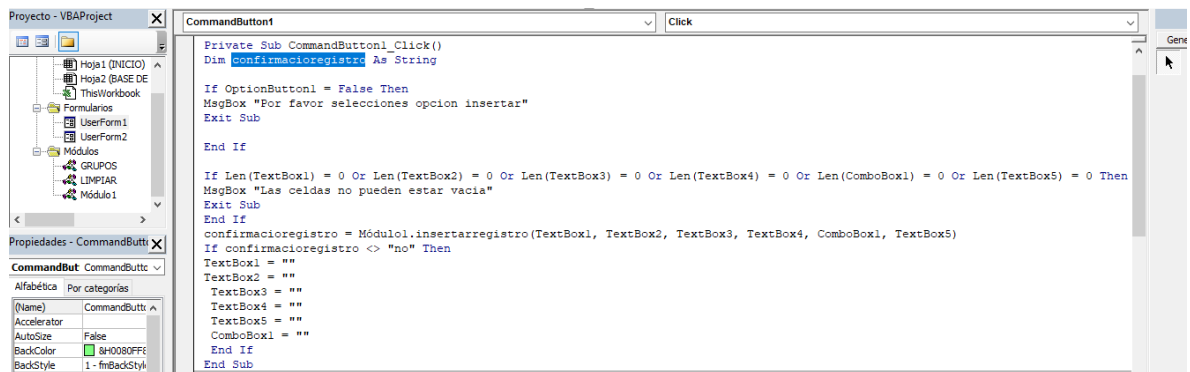 Proyecto - VBAProject
Hoja1 (INICIO)
Hoja2 (BASE DE
ThisWorkbook
Formularios
UserForm1
UserForm2
Módulos
GRUPOS
LIMPIAR
Módulo1
Propiedades - CommandButt
CommandBut CommandButtc
Alfabética Por categorías
(Name) CommandButt
Accelerator
AutoSize False
BackColor &H0080FF8
BackStyle 1 - fmBackStyl
CommandButton1 Click
Private Sub CommandButton1_Click()
Dim confirmacioregistro As String
If OptionButton1 = False Then
MsgBox "Por favor selecciones opcion insertar"
Exit Sub
End If
If Len(TextBox1) = 0 Or Len(TextBox2) = 0 Or Len(TextBox3) = 0 Or Len(TextBox4) = 0 Or Len(ComboBox1) = 0 Or Len(TextBox5) = 0 Then
MsgBox "Las celdas no pueden estar vacia"
Exit Sub
End If
confirmacioregistro = Módulo1.insertarregistro(TextBox1, TextBox2, TextBox3, TextBox4, ComboBox1, TextBox5)
If confirmacioregistro <> "no" Then
TextBox1 = ""
TextBox2 = ""
TextBox3 = ""
TextBox4 = ""
TextBox5 = ""
ComboBox1 = ""
End If
End Sub
Gene